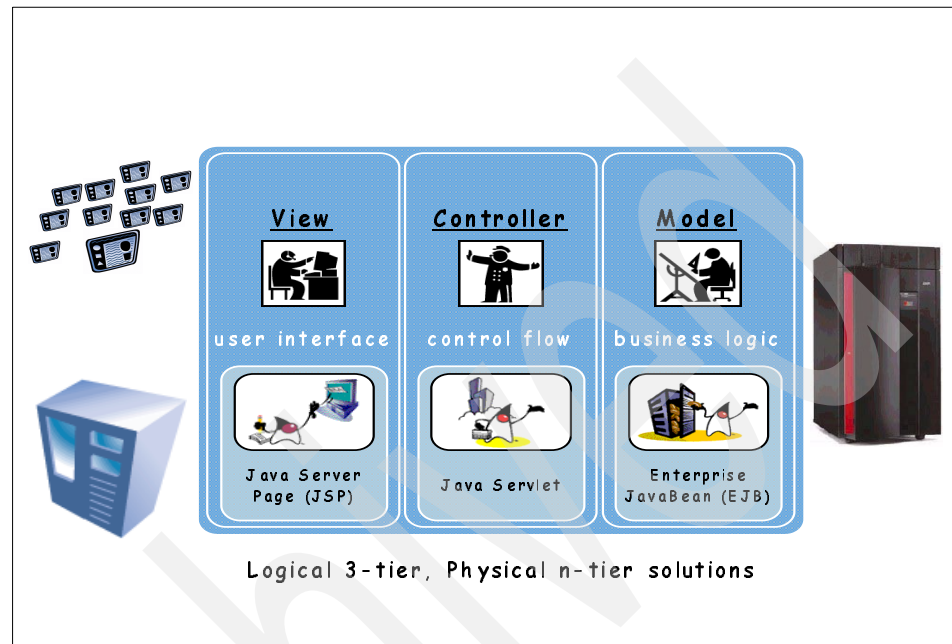 View
Controller
Model
user interface
control flow
business logic
Java Server
Page (JSP)
Java Servlet
Enterprise
JavaBean (EJB)
Logical 3-tier, Physical n-tier solutions